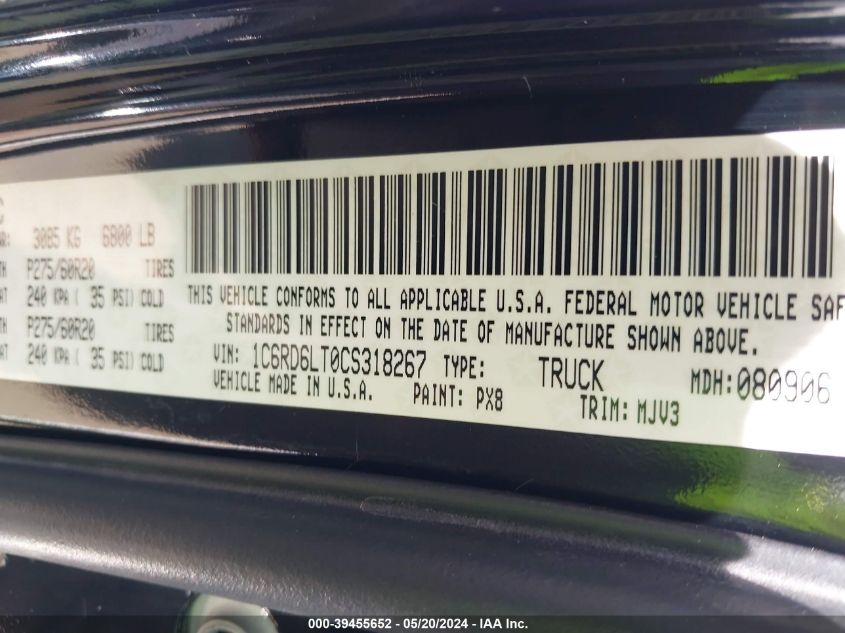 3085 KG 6800 LB
P275/60R20 TIRES
240 KPA ( 35 PSI) COLD
P275/60R20 TIRES
240 KPA ( 35 PSI) COLD
THIS VEHICLE CONFORMS TO ALL APPLICABLE U.S.A. FEDERAL MOTOR VEHICLE SAF
STANDARDS IN EFFECT ON THE DATE OF MANUFACTURE SHOWN ABOVE.
VIN: 1C6RD6LT0CS318267 TYPE: TRUCK MDH:080906
VEHICLE MADE IN U.S.A. PAINT: PX8 TRIM: MJV3
000-39455652 / 05/20/2024 - IAA Inc.